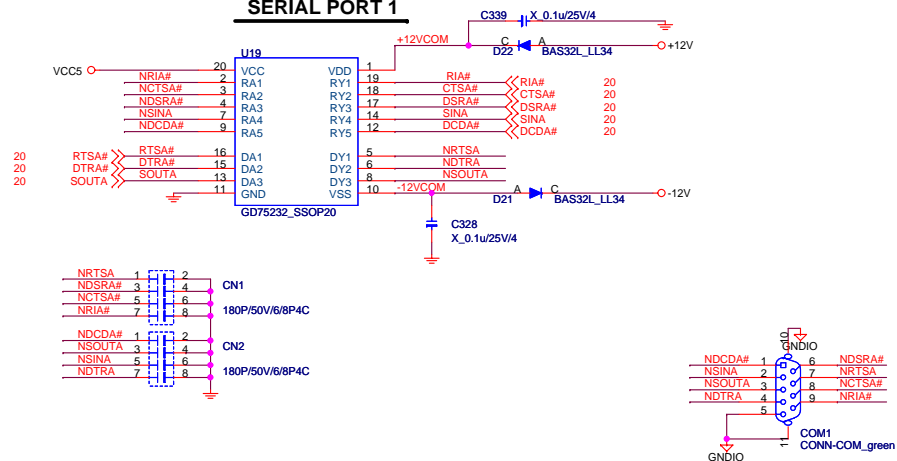 SERIAL PORT 1
C339 X_0.1u/25V/4
+12VCOM
C A +12V
D22 BAS32L_LL34
U19
VCC5 20 VCC VDD 1
NRIA# 2 RA1 RY1 19 RIA# RIA# 20
NCTSA# 3 RA2 RY2 18 CTSA# CTSA# 20
NDSRA# 4 RA3 RY3 17 DSRA# DSRA# 20
NSINA 7 RA4 RY4 14 SINA SINA 20
NDCDA# 9 RA5 RY5 12 DCDA# DCDA# 20
20 RTSA# RTSA# 16 DA1 DY1 5 NRTSA
20 DTRA# DTRA# 15 DA2 DY2 6 NDTRA
20 SOUTA SOUTA 13 DA3 DY3 8 NSOUTA
11 GND VSS 10 -12VCOM A C -12V
GD75232_SSOP20 D21 BAS32L_LL34
C328
X_0.1u/25V/4
NRTSA 1 2
NDSRA# 3 4 CN1
NCTSA# 5 6
NRIA# 7 8 180P/50V/6/8P4C
NDCDA# 1 2
NSOUTA 3 4 CN2
NSINA 5 6
NDTRA 7 8 180P/50V/6/8P4C
10 GNDIO
NDCDA# 1 6 NDSRA#
NSINA 2 7 NRTSA
NSOUTA 3 8 NCTSA#
NDTRA 4 9 NRIA#
5
11 COM1
CONN-COM_green
GNDIO